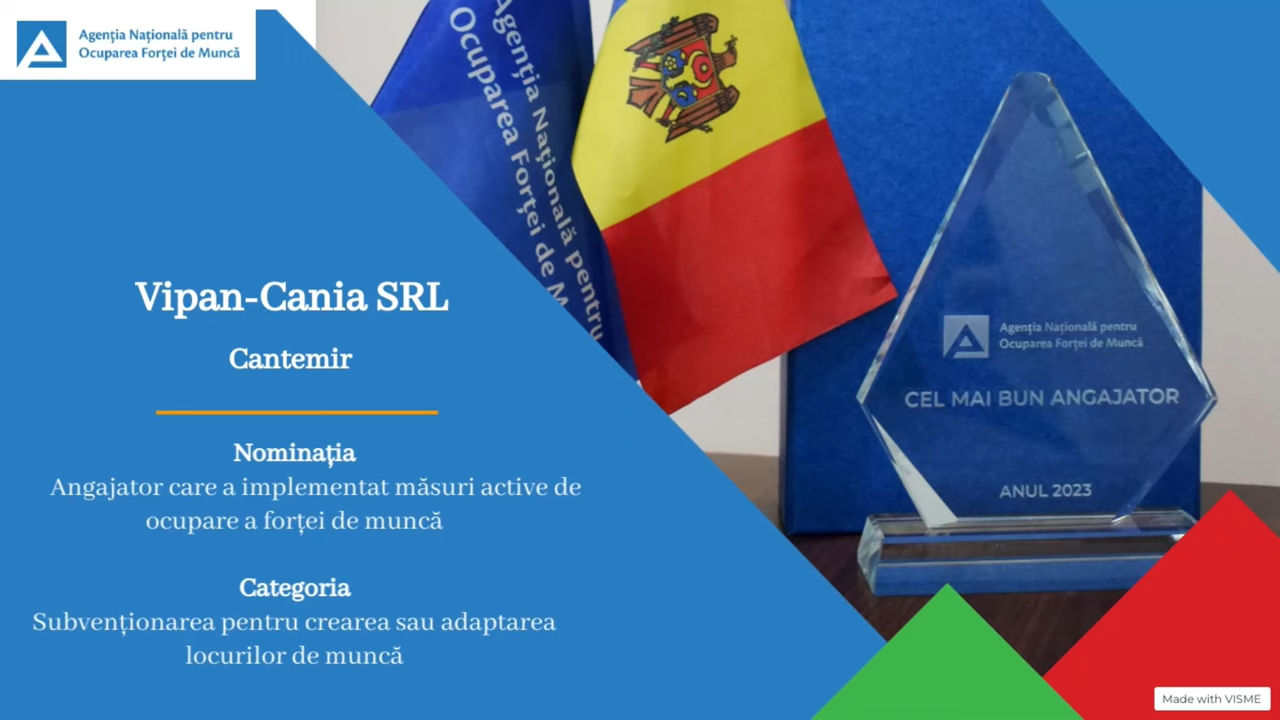 Agenția Națională pentru
Ocuparea Forței de Muncă
Vipan-Cania SRL
Cantemir
Nominația
Angajator care a implementat măsuri active de
ocupare a forței de muncă
Categoria
Subvenționarea pentru crearea sau adaptarea
locurilor de muncă
Agenția Națională pentru
Ocuparea Forței de M
Agenția Națională pentru
Ocuparea Forței de Muncă
CEL MAI BUN ANGAJATOR
ANUL 2023
Made with VISME